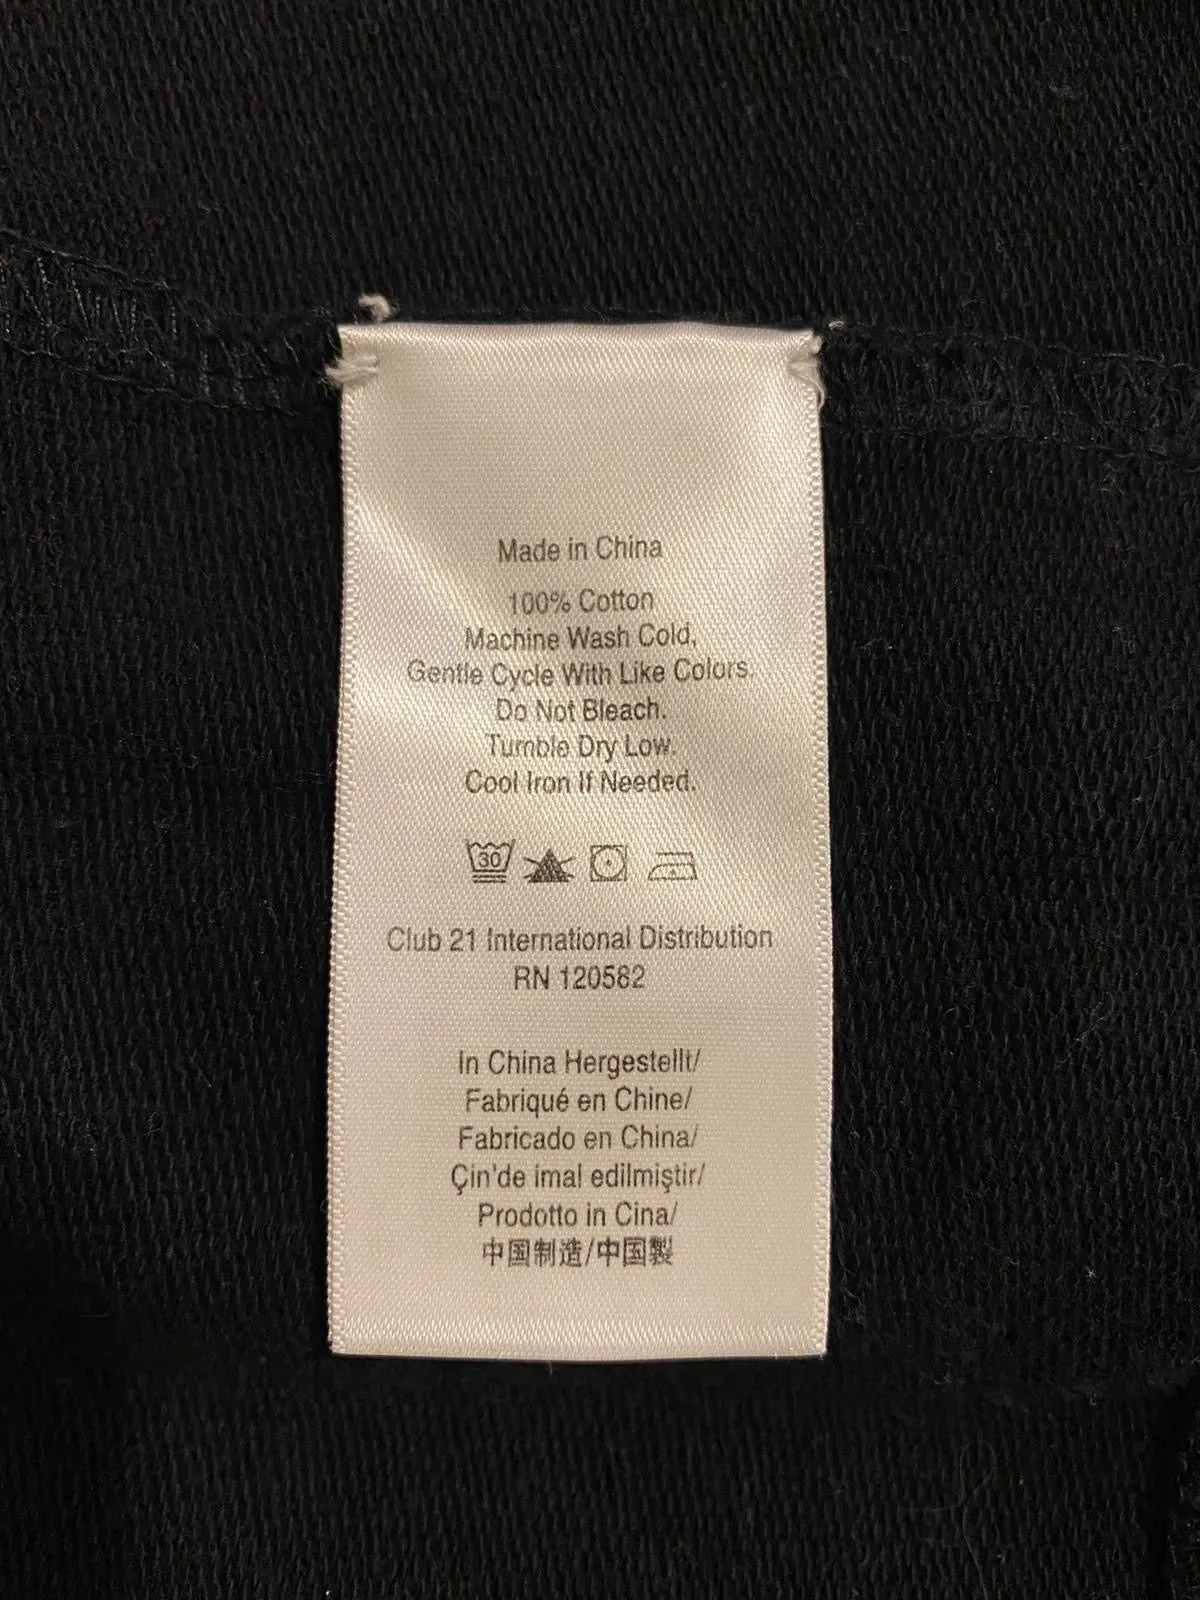 Made in China
100% Cotton
Machine Wash Cold,
Gentle Cycle With Like Colors.
Do Not Bleach.
Tumble Dry Low.
Cool Iron If Needed.
30
Club 21 International Distribution
RN 120582
In China Hergestellt/
Fabriqué en Chine/
Fabricado en China/
Çin'de imal edilmiştir/
Prodotto in Cina/
中国制造/中国製